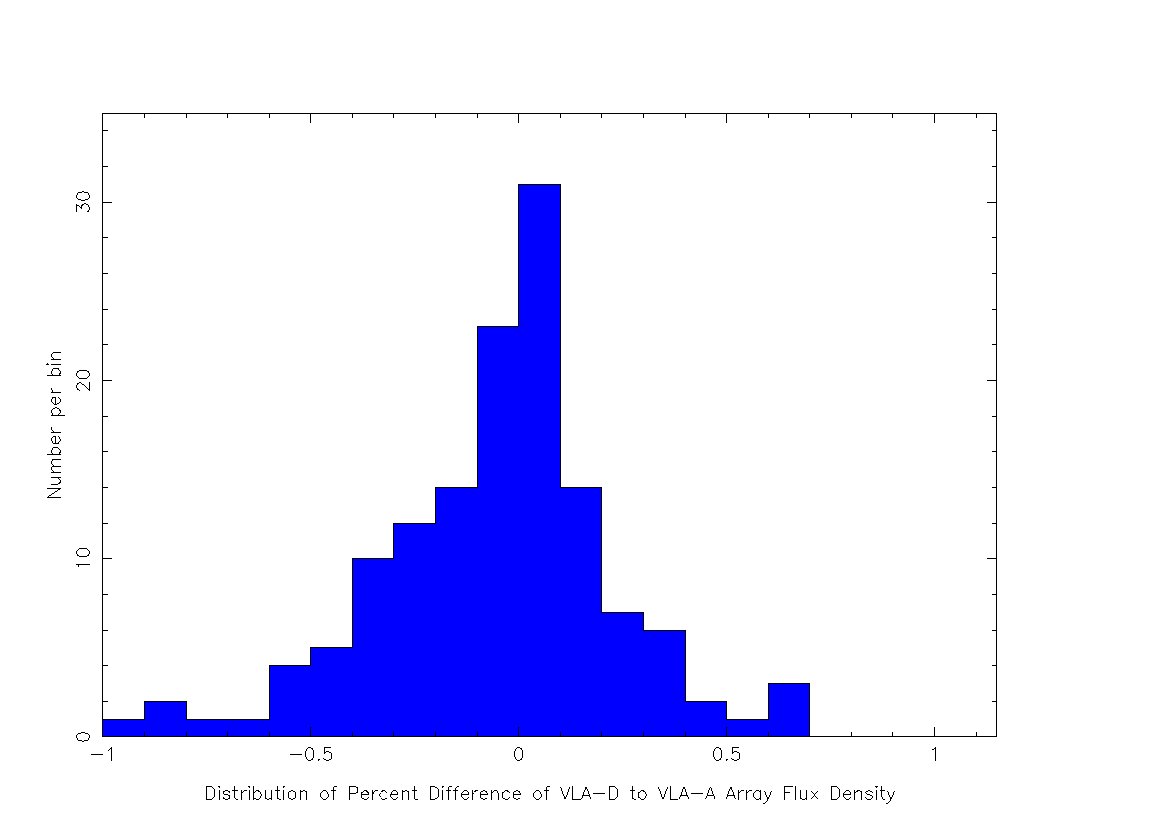 30
20
10
0
Number per bin
−1 −0.5 0 0.5 1
Distribution of Percent Difference of VLA−D to VLA−A Array Flux Density